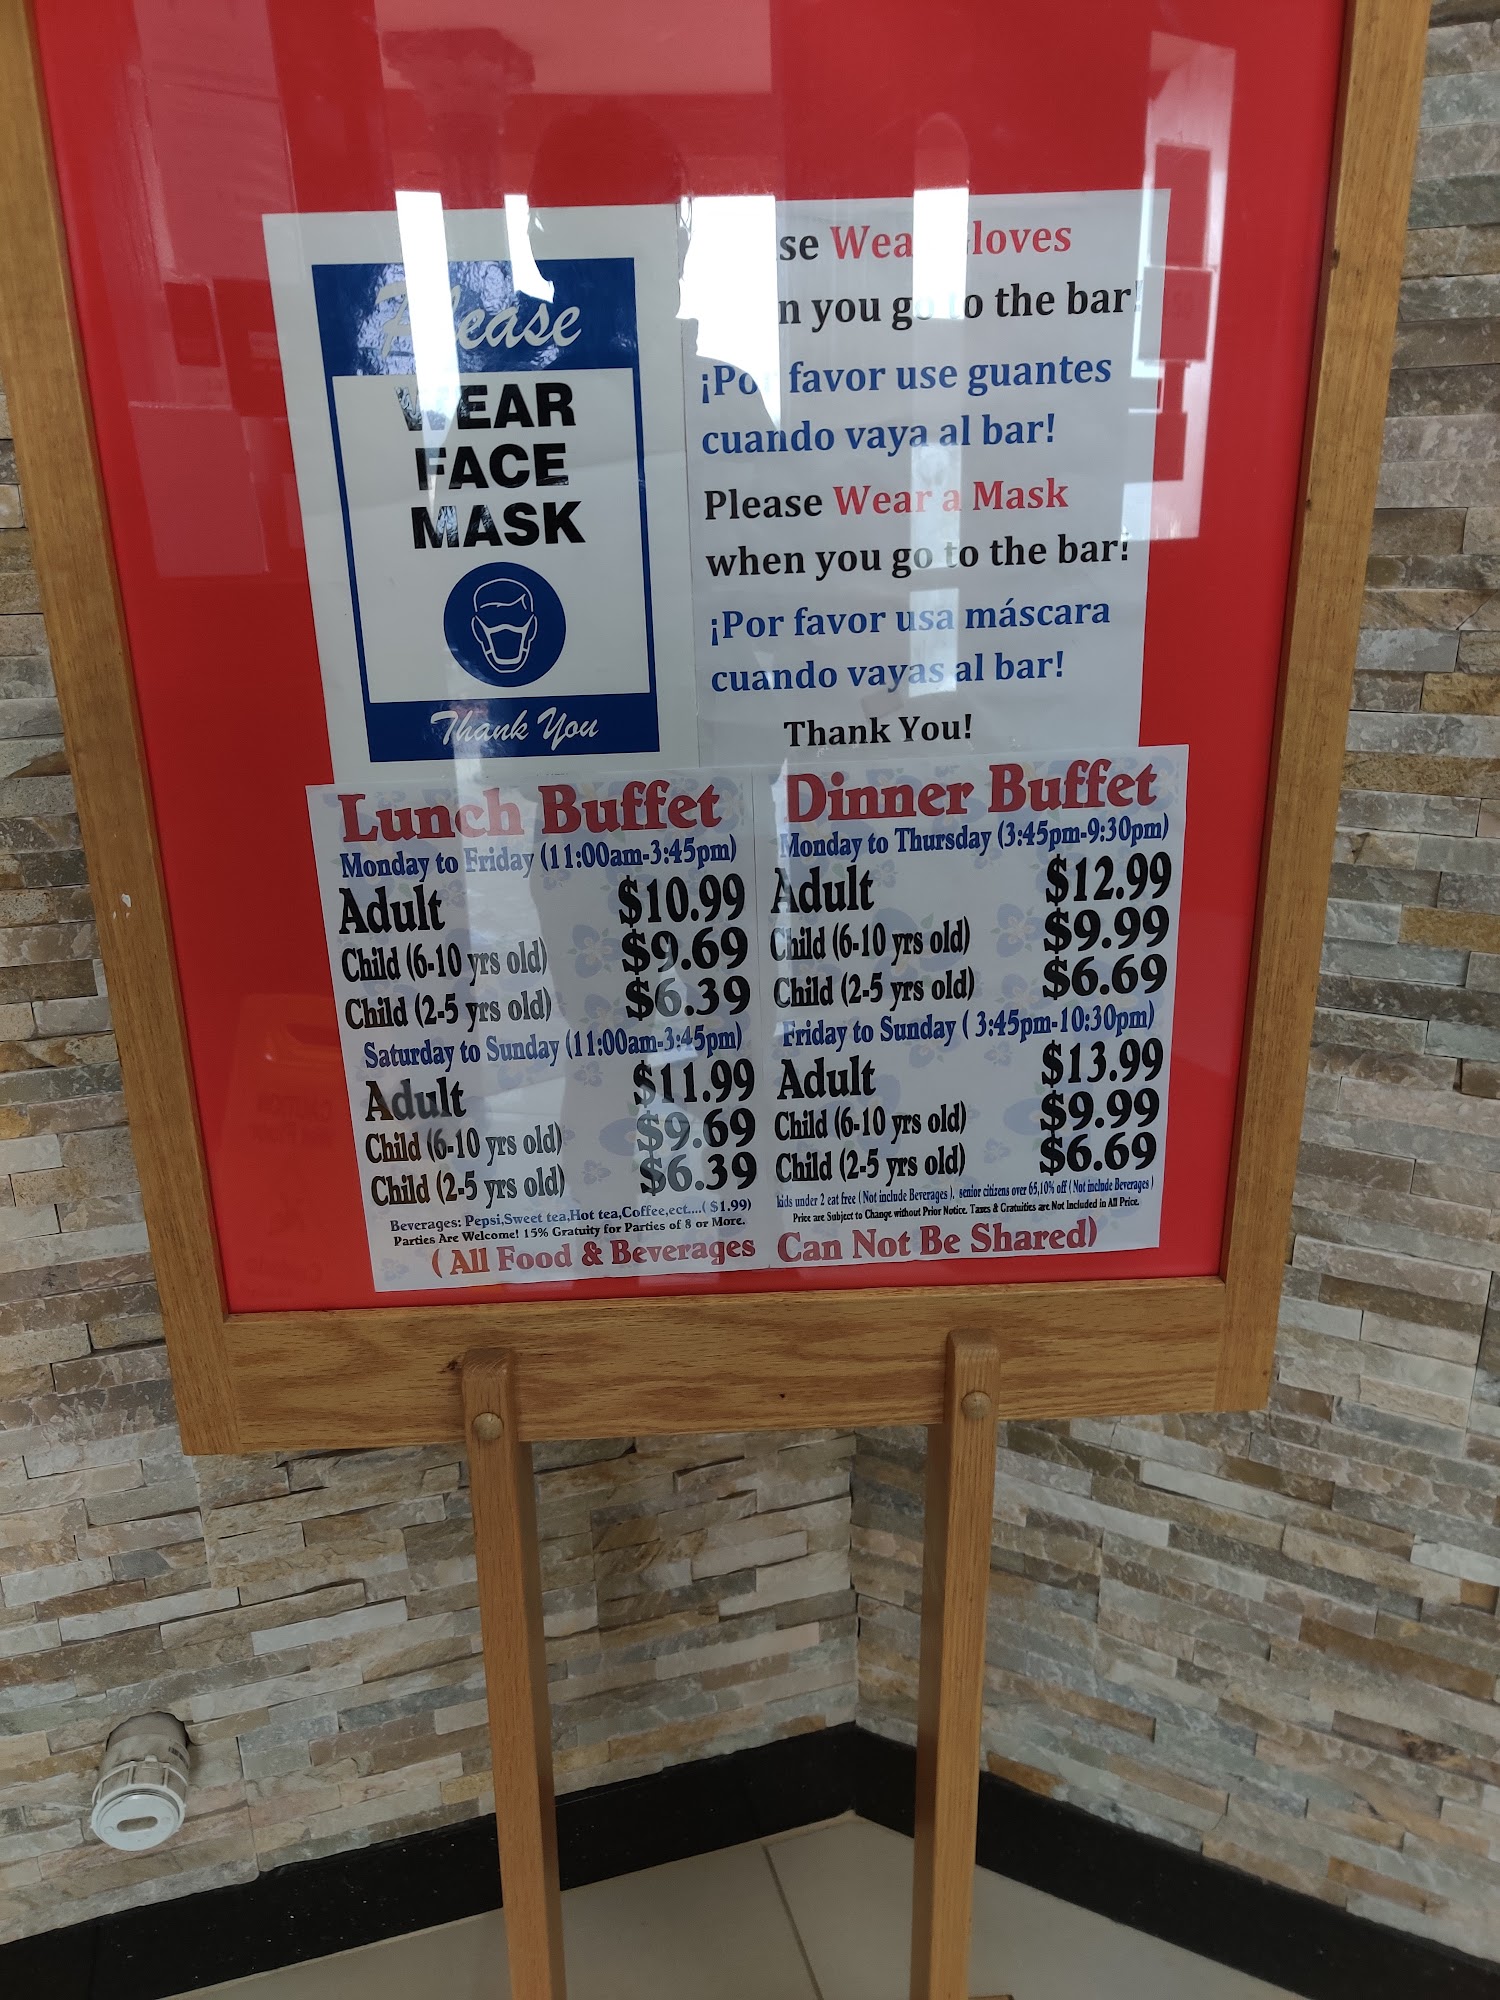 Please
WEAR
FACE
MASK
Thank You
se Wea loves
n you go to the bar!
¡Por favor use guantes
cuando vaya al bar!
Please Wear a Mask
when you go to the bar!
¡Por favor usa máscara
cuando vayas al bar!
Thank You!
Lunch Buffet
Monday to Friday (11:00am-3:45pm)
Adult $10.99
Child (6-10 yrs old) $9.69
Child (2-5 yrs old) $6.39
Saturday to Sunday (11:00am-3:45pm)
Adult $11.99
Child (6-10 yrs old) $9.69
Child (2-5 yrs old) $6.39
Beverages: Pepsi,Sweet tea,Hot tea,Coffee,ect....( $1.99)
Parties Are Welcome! 15% Gratuity for Parties of 8 or More.
Dinner Buffet
Monday to Thursday (3:45pm-9:30pm)
Adult $12.99
Child (6-10 yrs old) $9.99
Child (2-5 yrs old) $6.69
Friday to Sunday ( 3:45pm-10:30pm)
Adult $13.99
Child (6-10 yrs old) $9.99
Child (2-5 yrs old) $6.69
kids under 2 eat free ( Not include Beverages ), senior citizens over 65,10% off ( Not include Beverages )
Price are Subject to Change without Prior Notice. Taxes & Gratuities are Not Included in All Price.
( All Food & Beverages Can Not Be Shared)